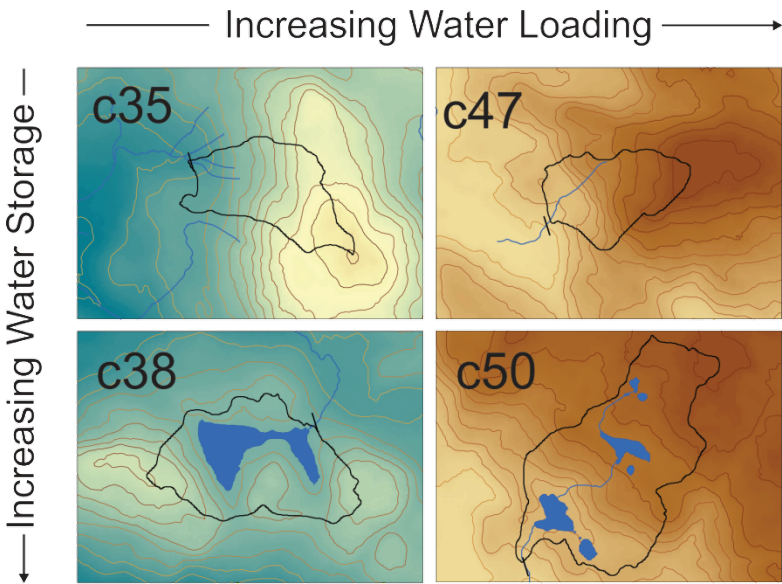 Increasing Water Loading
Increasing Water Storage
c35
c47
c38
c50